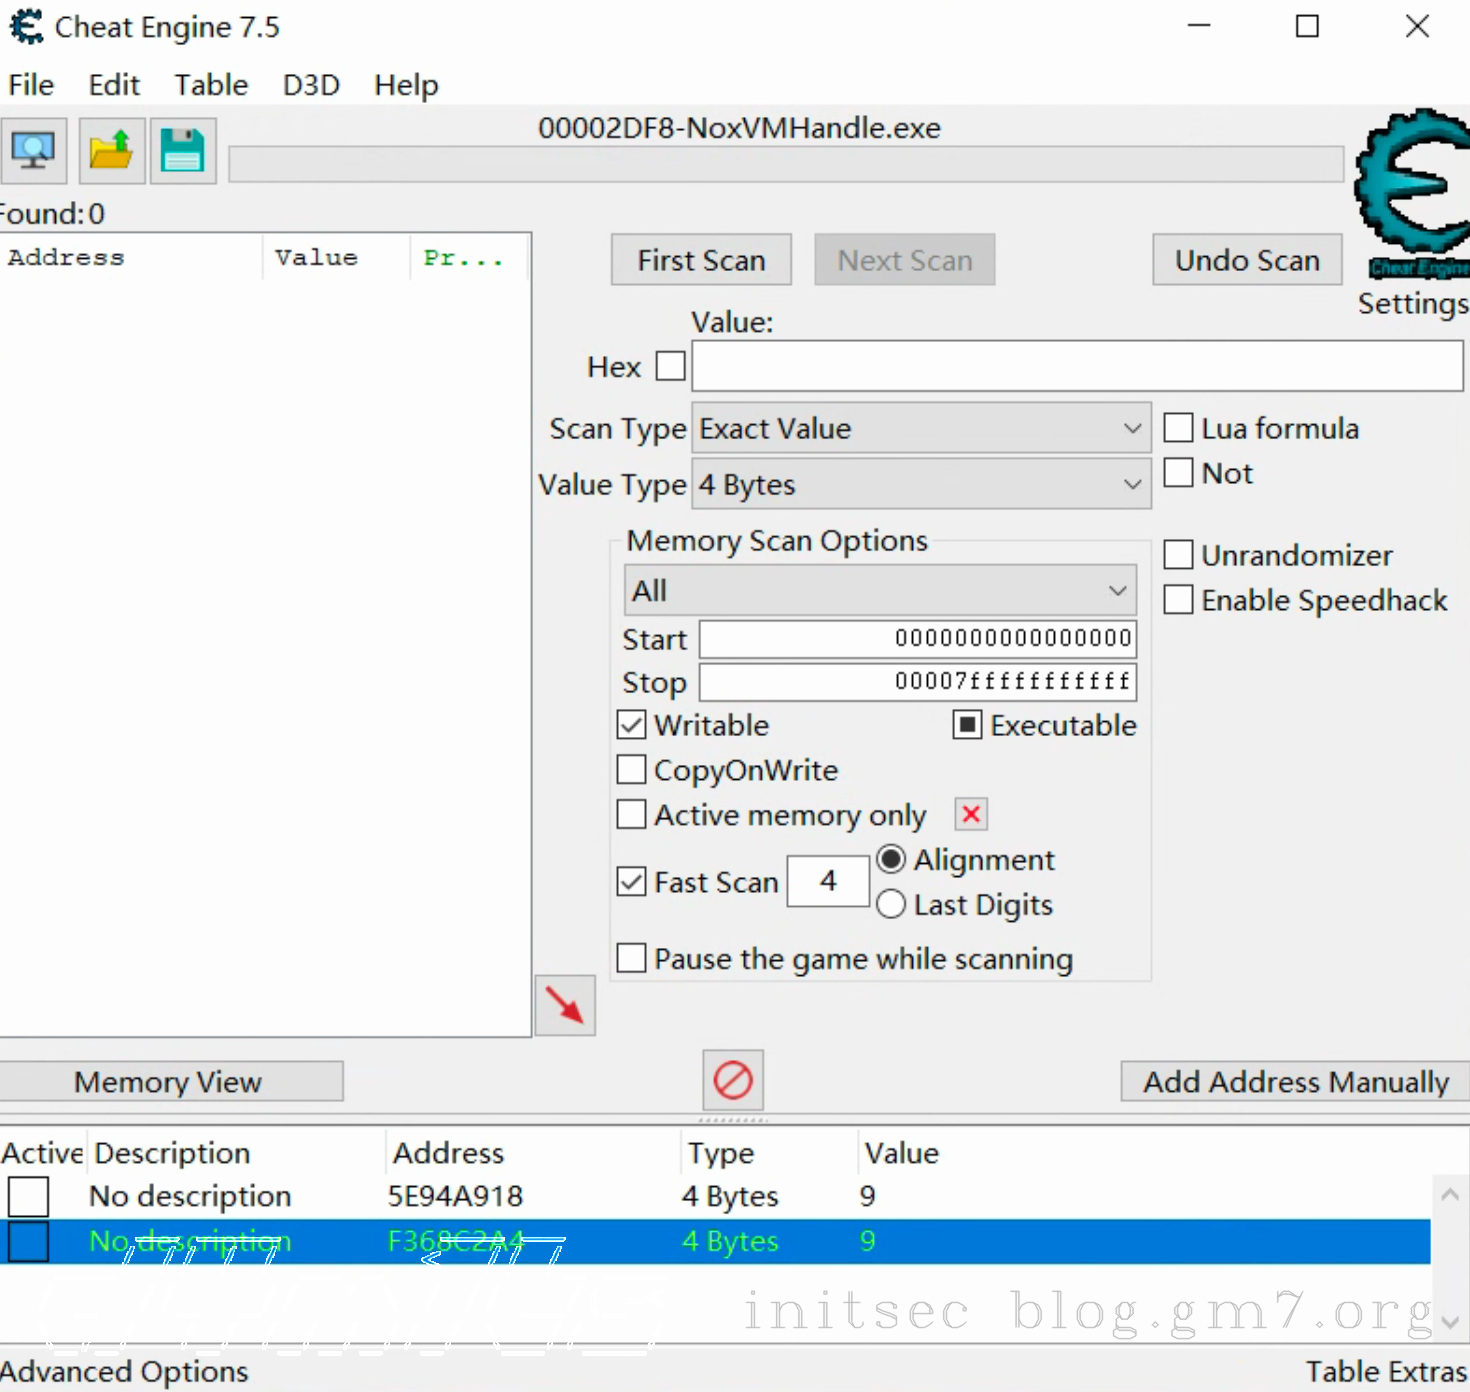 Cheat Engine 7.5
File Edit Table D3D Help
00002DF8-NoxVMHandle.exe
Found: 0
Address Value Pr...
First Scan Next Scan Undo Scan
Cheat Engine
Settings
Value:
Hex
Scan Type Exact Value Lua formula
Value Type 4 Bytes Not
Memory Scan Options
Unrandomizer
All
Enable Speedhack
Start 0000000000000000
Stop 00007fffffffffff
Writable Executable
CopyOnWrite
Active memory only
Fast Scan 4 Alignment
Last Digits
Pause the game while scanning
Memory View Add Address Manually
Active Description Address Type Value
No description 5E94A918 4 Bytes 9
No description F368C2A4 4 Bytes 9
initsec blog.gm7.org
Advanced Options Table Extras